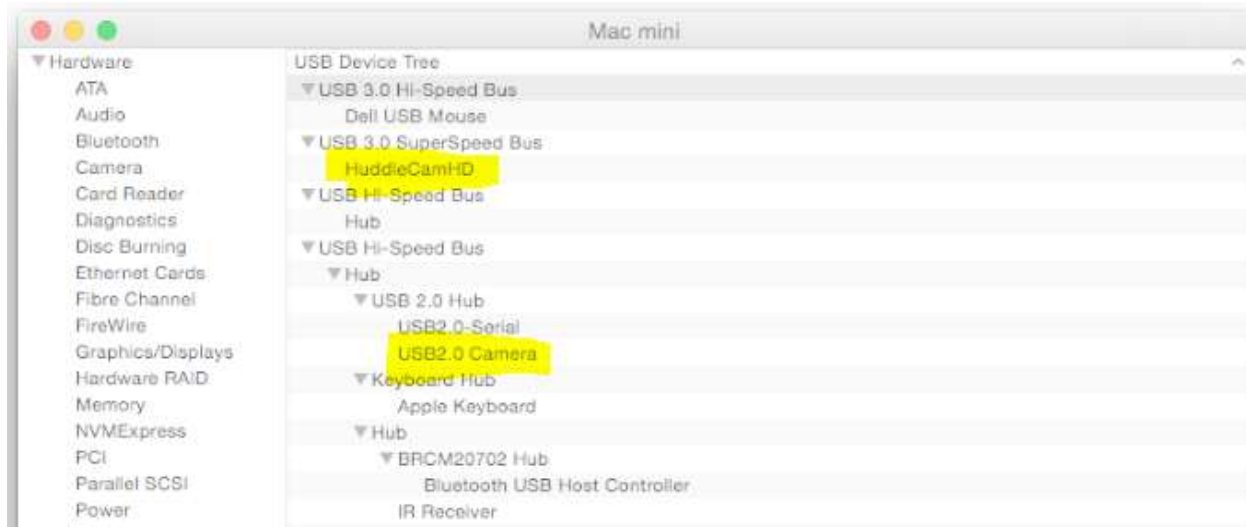 Mac mini
Hardware
ATA
Audio
Bluetooth
Camera
Card Reader
Diagnostics
Disc Burning
Ethernet Cards
Fibre Channel
FireWire
Graphics/Displays
Hardware RAID
Memory
NVMExpress
PCI
Parallel SCSI
Power
USB Device Tree
USB 3.0 Hi-Speed Bus
Dell USB Mouse
USB 3.0 SuperSpeed Bus
HuddleCamHD
USB Hi-Speed Bus
Hub
USB Hi-Speed Bus
Hub
USB 2.0 Hub
USB2.0-Serial
USB2.0 Camera
Keyboard Hub
Apple Keyboard
Hub
BRCM20702 Hub
Bluetooth USB Host Controller
IR Receiver